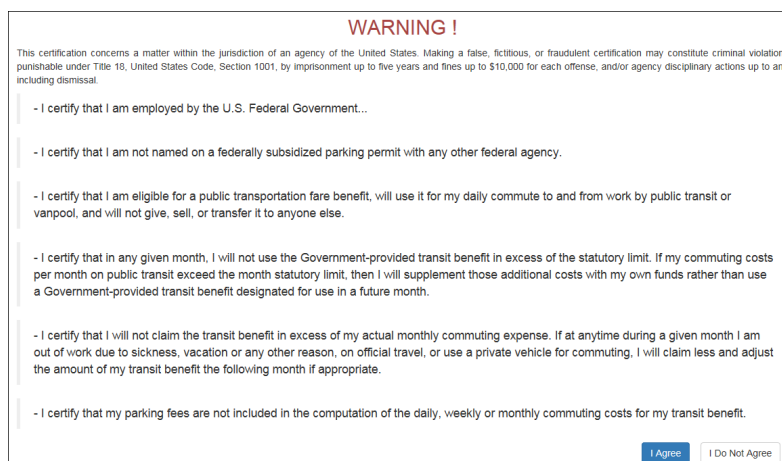 WARNING !
This certification concerns a matter within the jurisdiction of an agency of the United States. Making a false, fictitious, or fraudulent certification may constitute criminal violation
punishable under Title 18, United States Code, Section 1001, by imprisonment up to five years and fines up to $10,000 for each offense, and/or agency disciplinary actions up to an
including dismissal.
- I certify that I am employed by the U.S. Federal Government...
- I certify that I am not named on a federally subsidized parking permit with any other federal agency.
- I certify that I am eligible for a public transportation fare benefit, will use it for my daily commute to and from work by public transit or
vanpool, and will not give, sell, or transfer it to anyone else.
- I certify that in any given month, I will not use the Government-provided transit benefit in excess of the statutory limit. If my commuting costs
per month on public transit exceed the month statutory limit, then I will supplement those additional costs with my own funds rather than use
a Government-provided transit benefit designated for use in a future month.
- I certify that I will not claim the transit benefit in excess of my actual monthly commuting expense. If at anytime during a given month I am
out of work due to sickness, vacation or any other reason, on official travel, or use a private vehicle for commuting, I will claim less and adjust
the amount of my transit benefit the following month if appropriate.
- I certify that my parking fees are not included in the computation of the daily, weekly or monthly commuting costs for my transit benefit.
I Agree I Do Not Agree